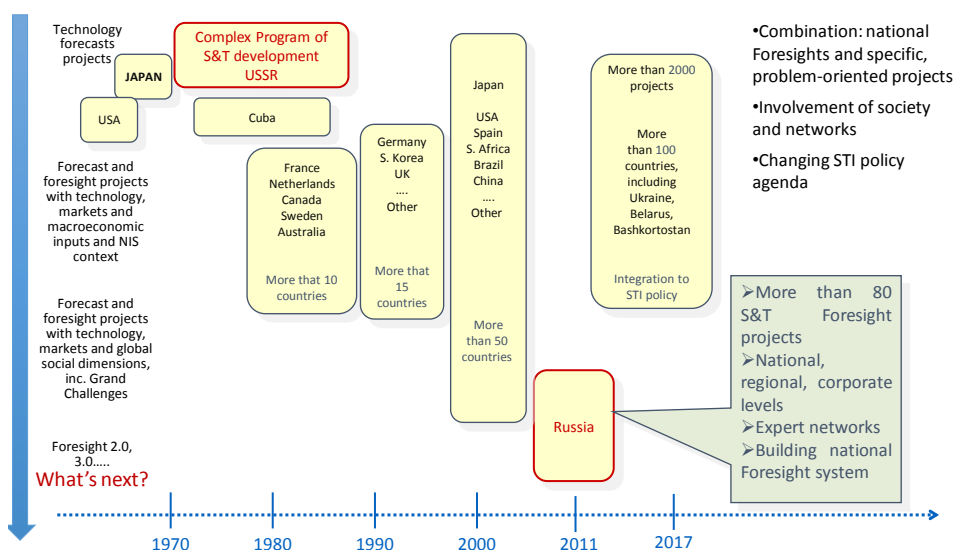 Technology
forecasts
projects
JAPAN
USA
Complex Program of
S&T development
USSR
Cuba
Forecast and
foresight projects
with technology,
markets and
macroeconomic
inputs and NIS
context
Forecast and
foresight projects
with technology,
markets and global
social dimensions,
inc. Grand
Challenges
Foresight 2.0,
3.0…..
What's next?
France
Netherlands
Canada
Sweden
Australia
More that 10
countries
Germany
S. Korea
UK
....
Other
More that
15
countries
Japan
USA
Spain
S. Africa
Brazil
China
....
Other
More
than 50
countries
Russia
More than 2000
projects
More
than 100
countries,
including
Ukraine,
Belarus,
Bashkortostan
Integration to
STI policy
•Combination: national
Foresights and specific,
problem-oriented projects
•Involvement of society
and networks
•Changing STI policy
agenda
➢More than 80
S&T Foresight
projects
➢National,
regional, corporate
levels
➢Expert networks
➢Building national
Foresight system
1970
1980
1990
2000
2011
2017